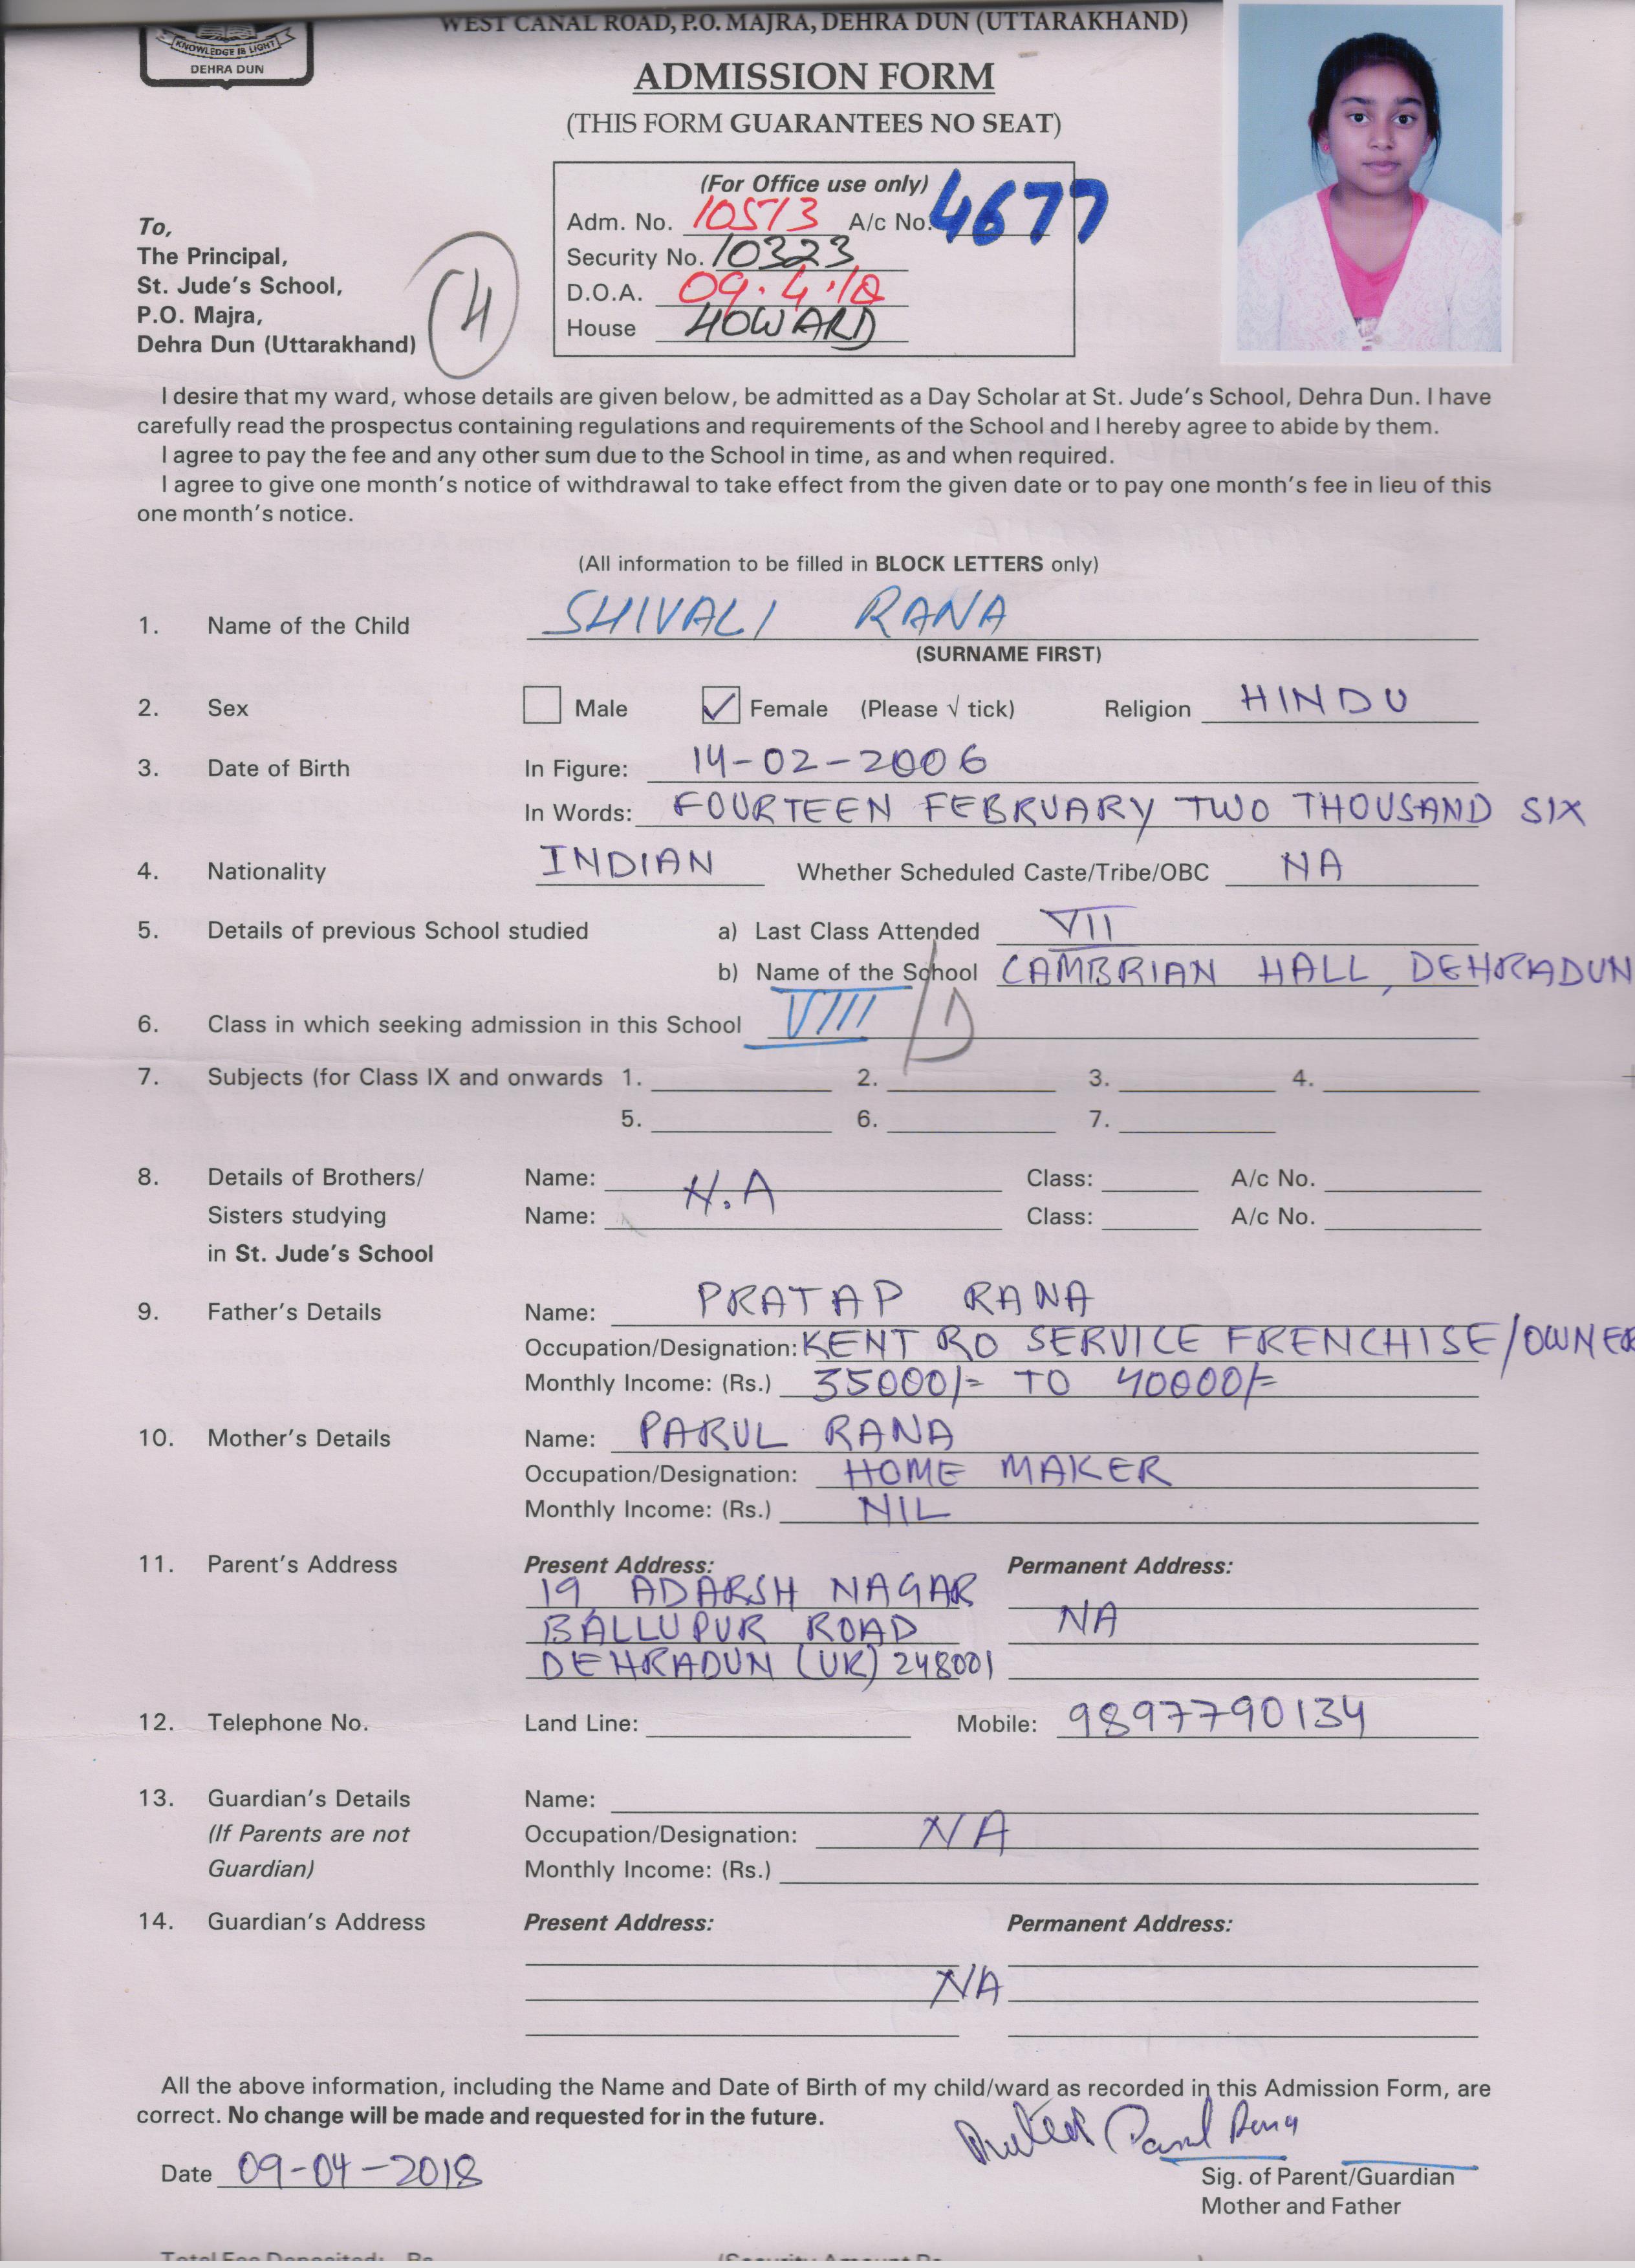 WEST CANAL ROAD, P.O. MAJRA, DEHRA DUN (UTTARAKHAND)
KNOWLEDGE IS LIGHT
DEHRA DUN
ADMISSION FORM
(THIS FORM GUARANTEES NO SEAT)
(For Office use only)
Adm. No. 10513 A/c No. 4677
Security No. 10323
D.O.A. 09.4.18
House HOWARD
To,
The Principal,
St. Jude's School,
P.O. Majra,
Dehra Dun (Uttarakhand)
4
I desire that my ward, whose details are given below, be admitted as a Day Scholar at St. Jude's School, Dehra Dun. I have
carefully read the prospectus containing regulations and requirements of the School and I hereby agree to abide by them.
I agree to pay the fee and any other sum due to the School in time, as and when required.
I agree to give one month's notice of withdrawal to take effect from the given date or to pay one month's fee in lieu of this
one month's notice.
(All information to be filled in BLOCK LETTERS only)
1. Name of the Child SHIVALI RANA
(SURNAME FIRST)
2. Sex Male Female (Please √ tick) Religion HINDU
3. Date of Birth In Figure: 14-02-2006
In Words: FOURTEEN FEBRUARY TWO THOUSAND SIX
4. Nationality INDIAN Whether Scheduled Caste/Tribe/OBC NA
5. Details of previous School studied a) Last Class Attended VII
b) Name of the School CAMBRIAN HALL, DEHRADUN
6. Class in which seeking admission in this School VIII / D
7. Subjects (for Class IX and onwards 1. 2. 3. 4.
5. 6. 7.
8. Details of Brothers/ Name: N.A Class: A/c No.
Sisters studying Name: Class: A/c No.
in St. Jude's School
9. Father's Details Name: PRATAP RANA
Occupation/Designation: KENT RO SERVICE FRENCHISE/OWNER
Monthly Income: (Rs.) 35000/= TO 40000/=
10. Mother's Details Name: PARUL RANA
Occupation/Designation: HOME MAKER
Monthly Income: (Rs.) NIL
11. Parent's Address Present Address: Permanent Address:
19, ADARSH NAGAR
BALLUPUR ROAD NA
DEHRADUN (UK) 248001
12. Telephone No. Land Line: Mobile: 9897790134
13. Guardian's Details Name:
(If Parents are not Occupation/Designation: NA
Guardian) Monthly Income: (Rs.)
14. Guardian's Address Present Address: Permanent Address:
NA
All the above information, including the Name and Date of Birth of my child/ward as recorded in this Admission Form, are
correct. No change will be made and requested for in the future.
Parul Rana
Date 09-04-2018
Sig. of Parent/Guardian
Mother and Father